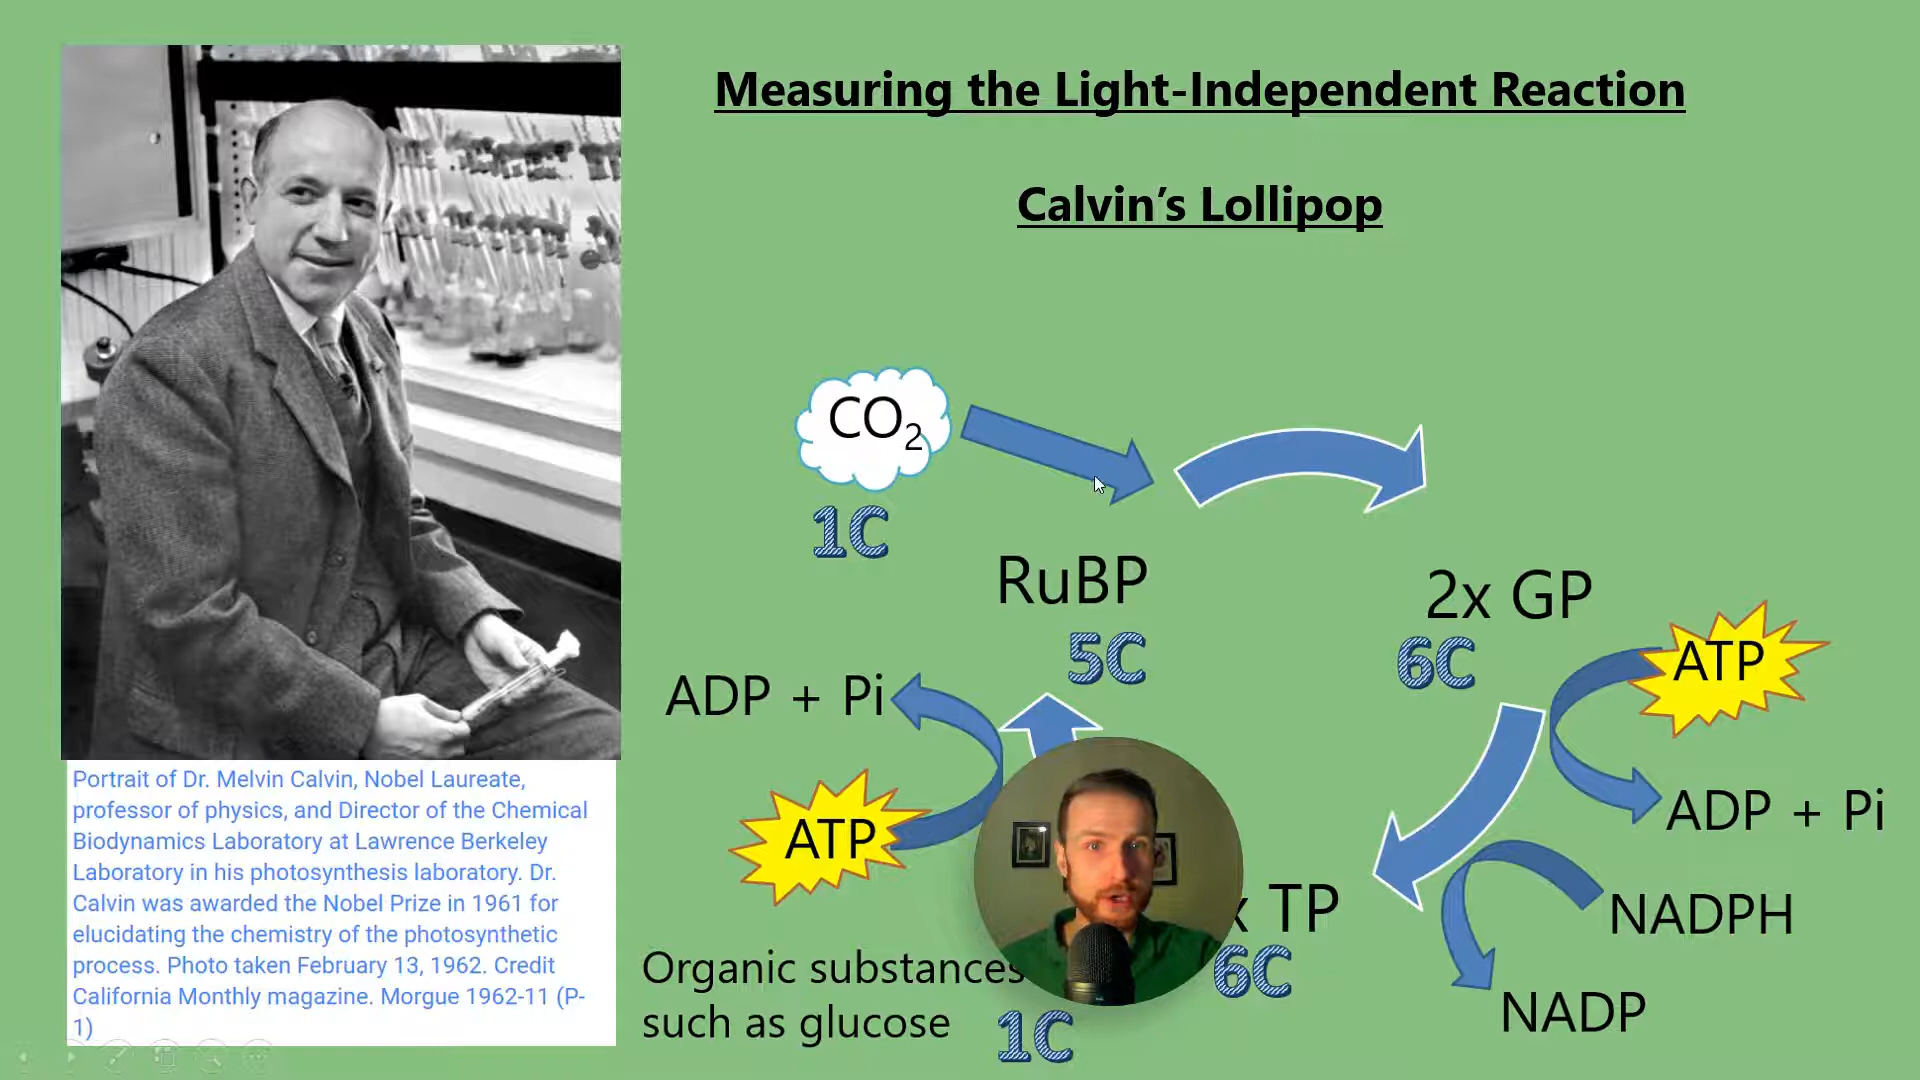 Measuring the Light-Independent Reaction
Calvin’s Lollipop
CO2
1C
RuBP
5C
2x GP
6C
ATP
ADP + Pi
ADP + Pi
ATP
NADPH
TP
6C
NADP
Organic substances
such as glucose
1C
Portrait of Dr. Melvin Calvin, Nobel Laureate,
professor of physics, and Director of the Chemical
Biodynamics Laboratory at Lawrence Berkeley
Laboratory in his photosynthesis laboratory. Dr.
Calvin was awarded the Nobel Prize in 1961 for
elucidating the chemistry of the photosynthetic
process. Photo taken February 13, 1962. Credit
California Monthly magazine. Morgue 1962-11 (P-
1)